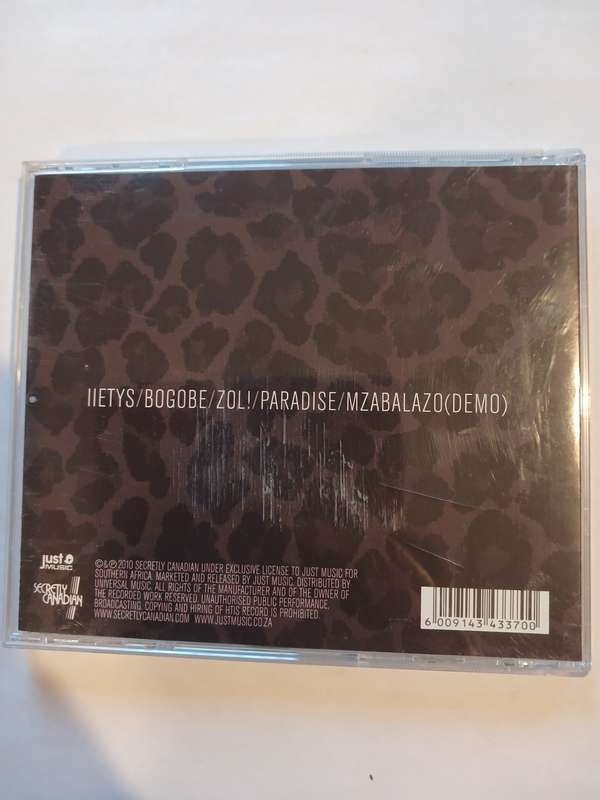 IIETYS/BOGOBE/ZOL!/PARADISE/MZABALAZO(DEMO)
just
MUSIC
SECRETLY
CANADIAN
©&℗ 2010 SECRETLY CANADIAN UNDER EXCLUSIVE LICENSE TO JUST MUSIC FOR
SOUTHERN AFRICA. MARKETED AND RELEASED BY JUST MUSIC. DISTRIBUTED BY
UNIVERSAL MUSIC. ALL RIGHTS OF THE MANUFACTURER AND OF THE OWNER OF
THE RECORDED WORK RESERVED. UNAUTHORISED PUBLIC PERFORMANCE,
BROADCASTING, COPYING AND HIRING OF HTIS RECORD IS PROHIBITED.
WWW.SECRETLYCANADIAN.COM WWW.JUSTMUSIC.CO.ZA
6 009143 433700